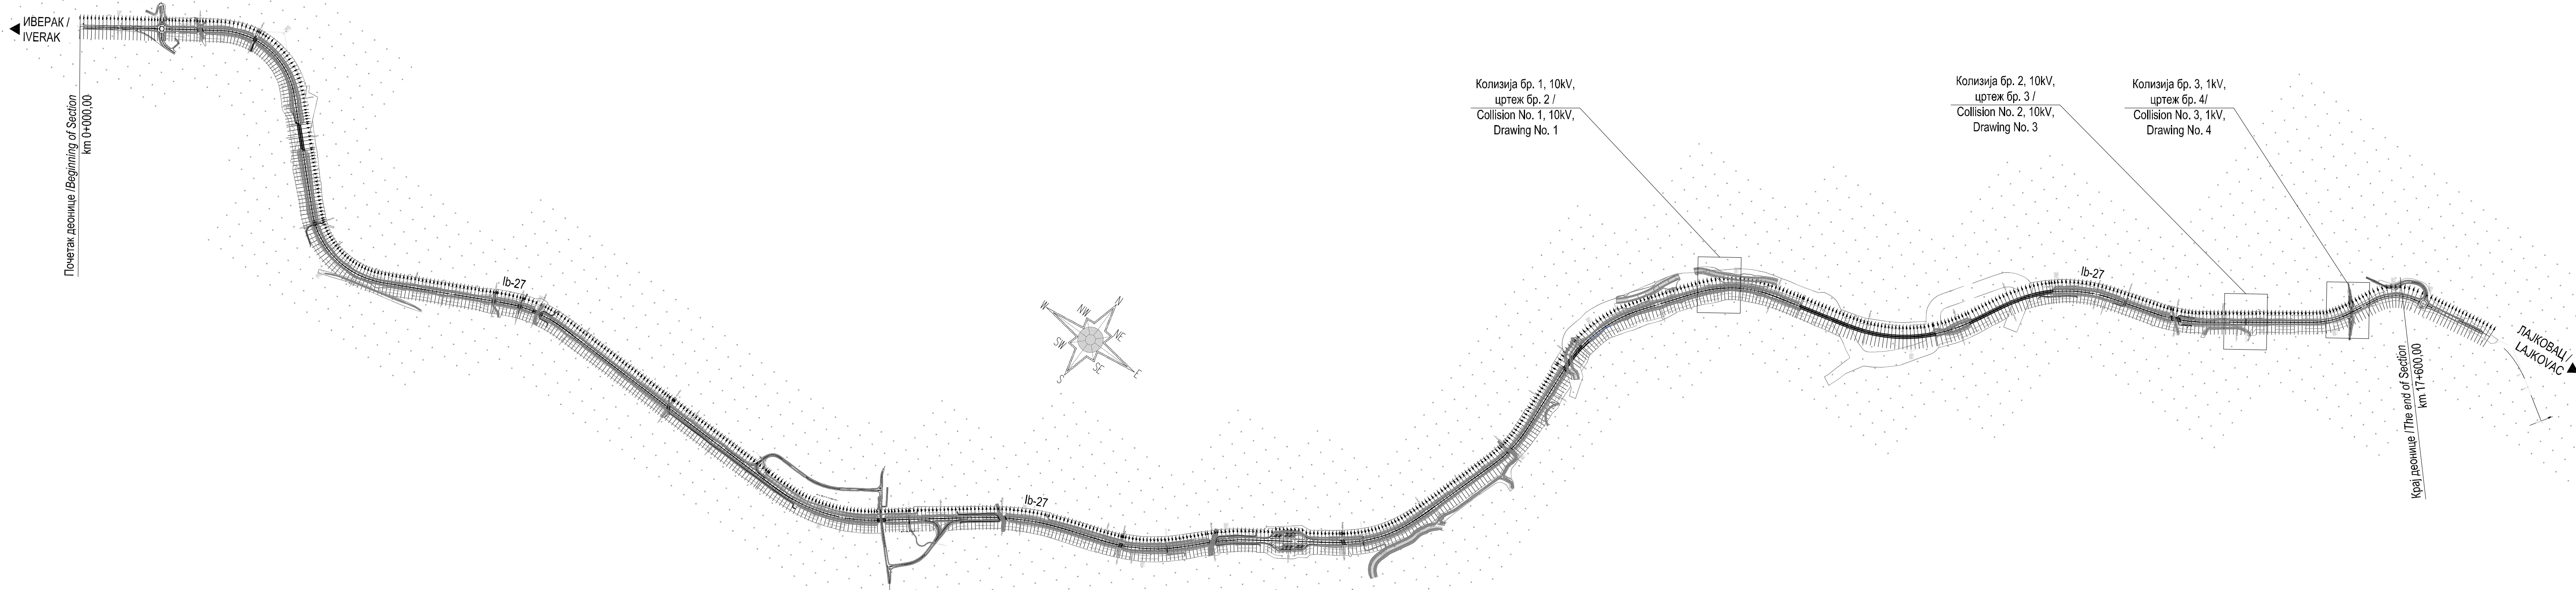 ИВЕРАК /
IVERAK
Почетак деонице /Beginning of Section
km 0+000,00
Ib-27
W
NW
N
NE
E
SE
S
SW
Ib-27
Колизија бр. 1, 10kV,
цртеж бр. 2 /
Collision No. 1, 10kV,
Drawing No. 1
Колизија бр. 2, 10kV,
цртеж бр. 3 /
Collision No. 2, 10kV,
Drawing No. 3
Колизија бр. 3, 1kV,
цртеж бр. 4/
Collision No. 3, 1kV,
Drawing No. 4
Ib-27
Крај деонице /The end of Section
km 17+600,00
ЛАЈКОВАЦ /
LAJKOVAC